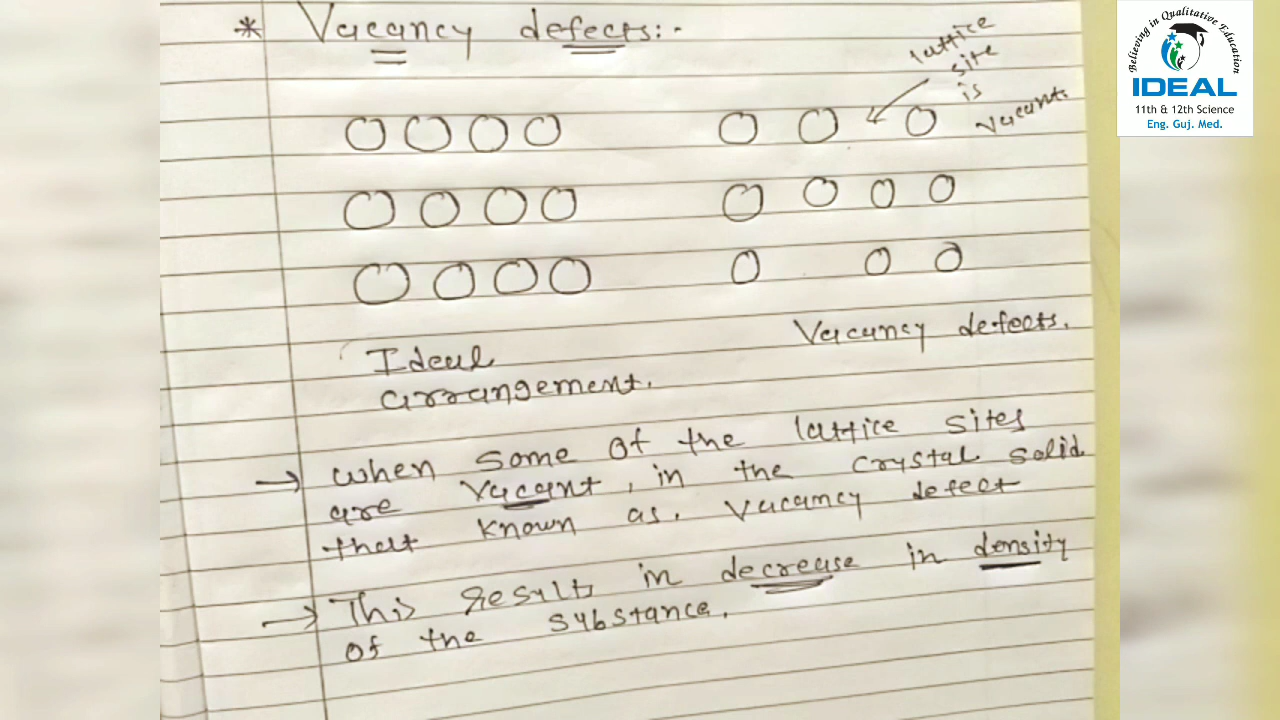 * Vacancy defects:-
lattice
site
is
vacant.
Ideal
arrangement.
Vacancy defects.
→ when some of the lattice sites
are vacant, in the crystal solid
that known as. vacancy defect
→ This results in decrease in density
of the substance.
Believing in Qualitative Education
IDEAL
11th & 12th Science
Eng. Guj. Med.